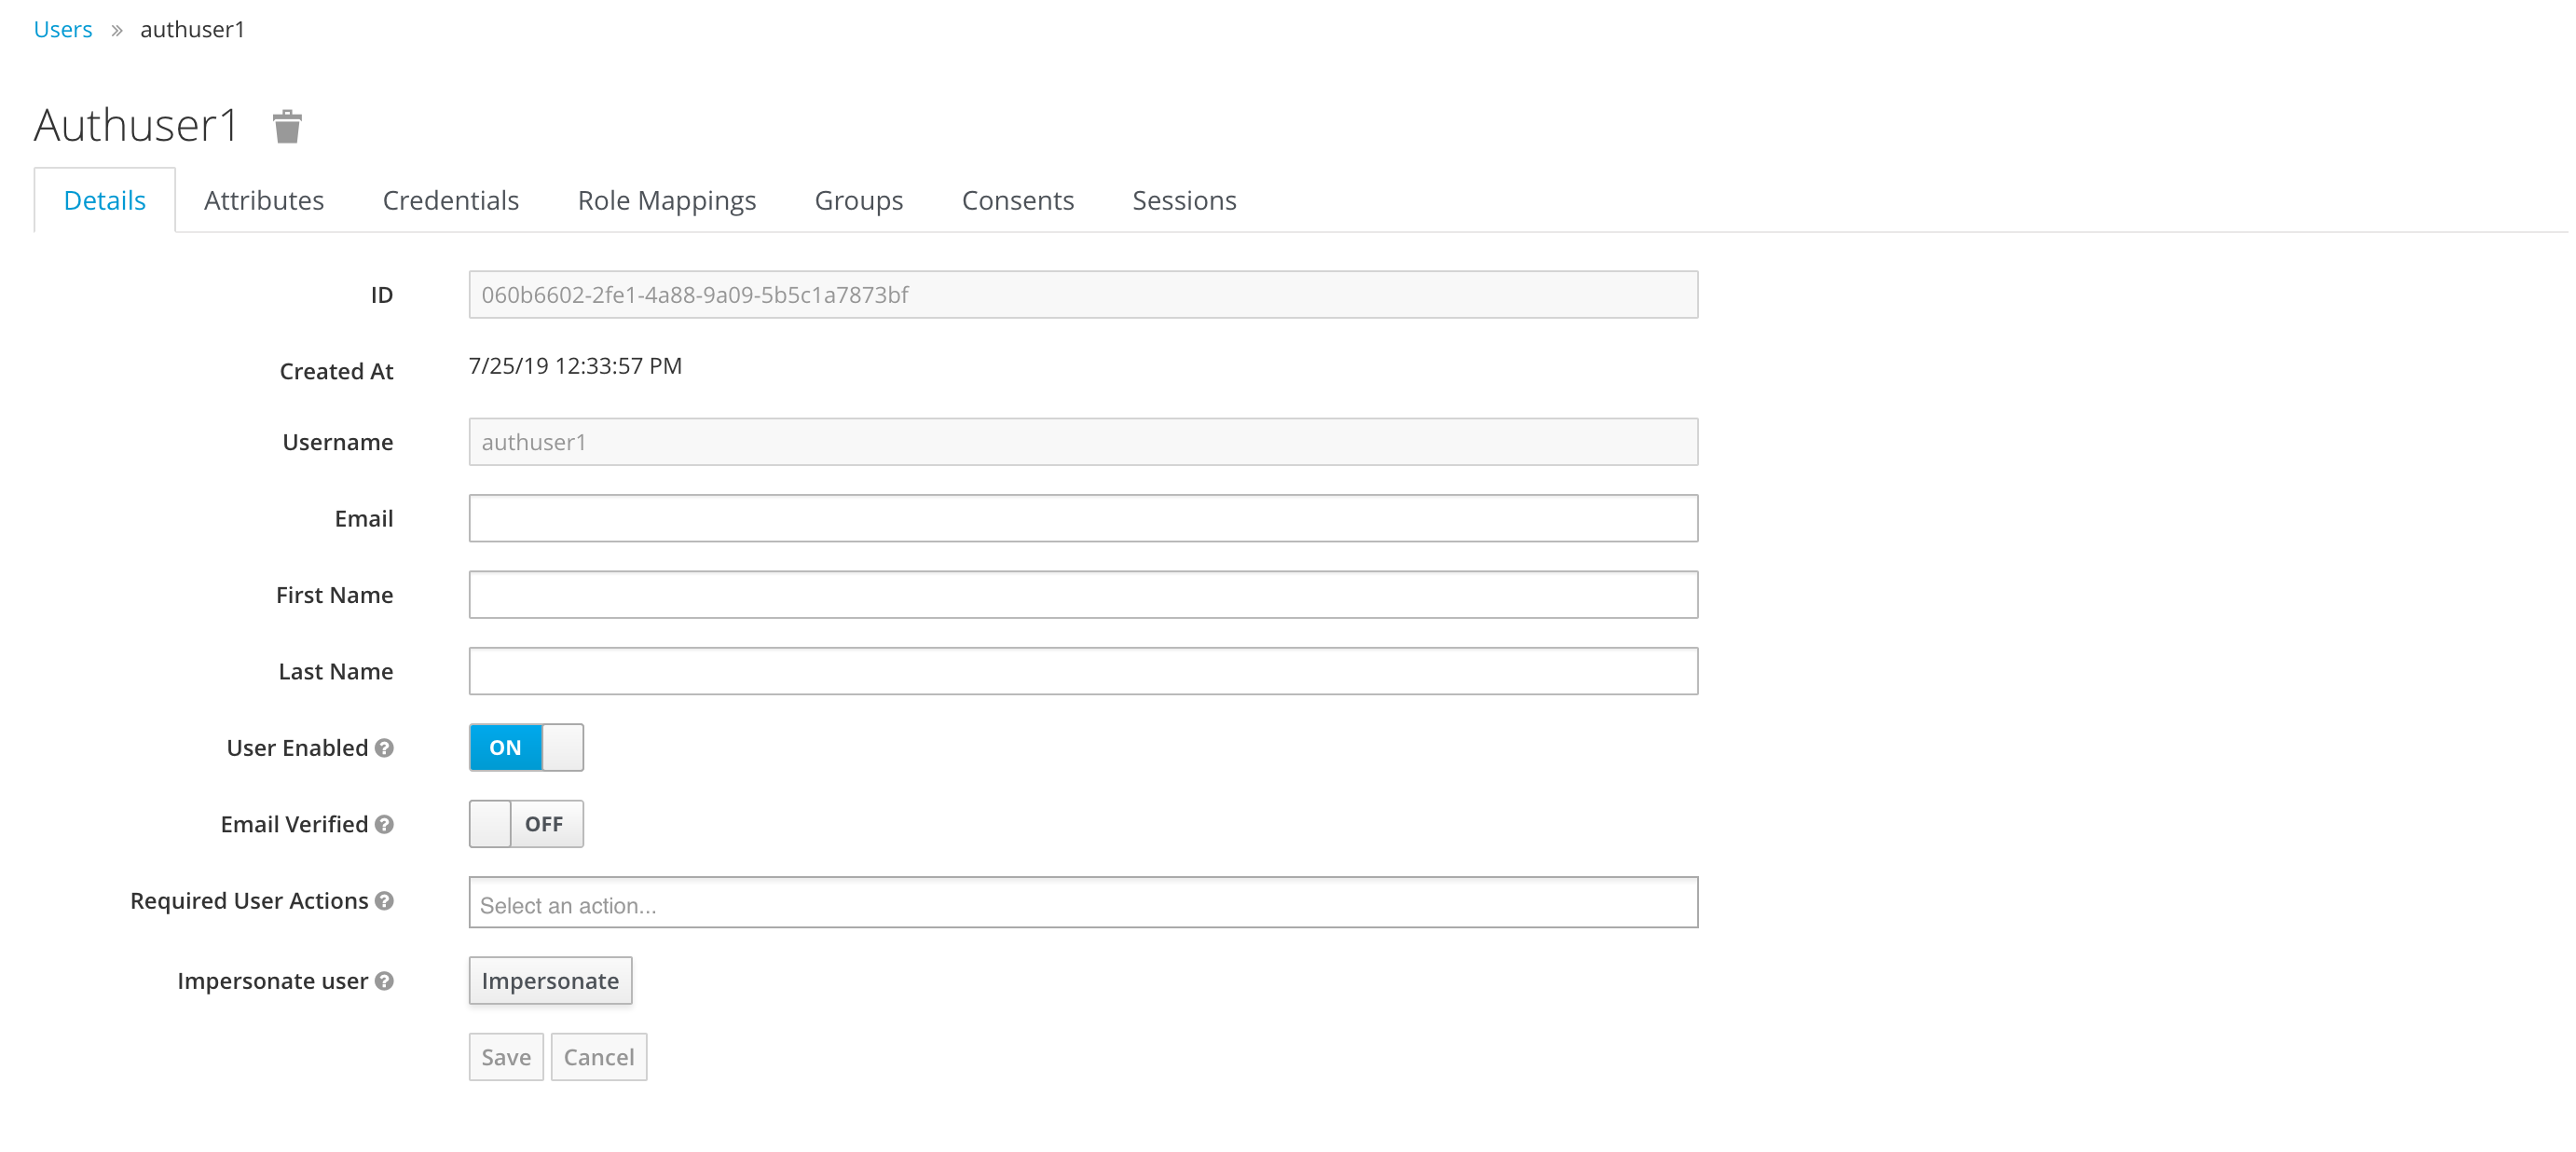 Users » authuser1
Authuser1
Details Attributes Credentials Role Mappings Groups Consents Sessions
ID 060b6602-2fe1-4a88-9a09-5b5c1a7873bf
Created At 7/25/19 12:33:57 PM
Username authuser1
Email
First Name
Last Name
User Enabled ? ON
Email Verified ? OFF
Required User Actions ? Select an action...
Impersonate user ? Impersonate
Save Cancel